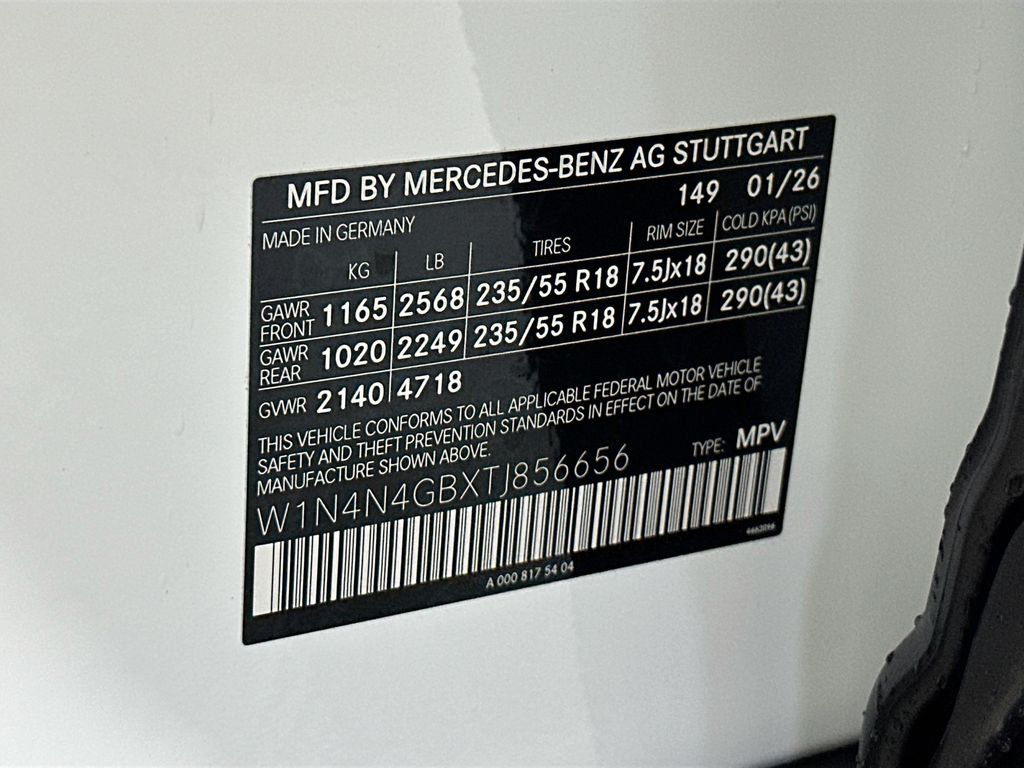 MFD BY MERCEDES-BENZ AG STUTTGART
149 01/26
MADE IN GERMANY
KG LB TIRES RIM SIZE COLD KPA (PSI)
GAWR FRONT 1165 2568 235/55 R18 7.5Jx18 290(43)
GAWR REAR 1020 2249 235/55 R18 7.5Jx18 290(43)
GVWR 2140 4718
THIS VEHICLE CONFORMS TO ALL APPLICABLE FEDERAL MOTOR VEHICLE
SAFETY AND THEFT PREVENTION STANDARDS IN EFFECT ON THE DATE OF
MANUFACTURE SHOWN ABOVE.
W1N4N4GBXTJ856656 TYPE: MPV
A 000 817 54 04